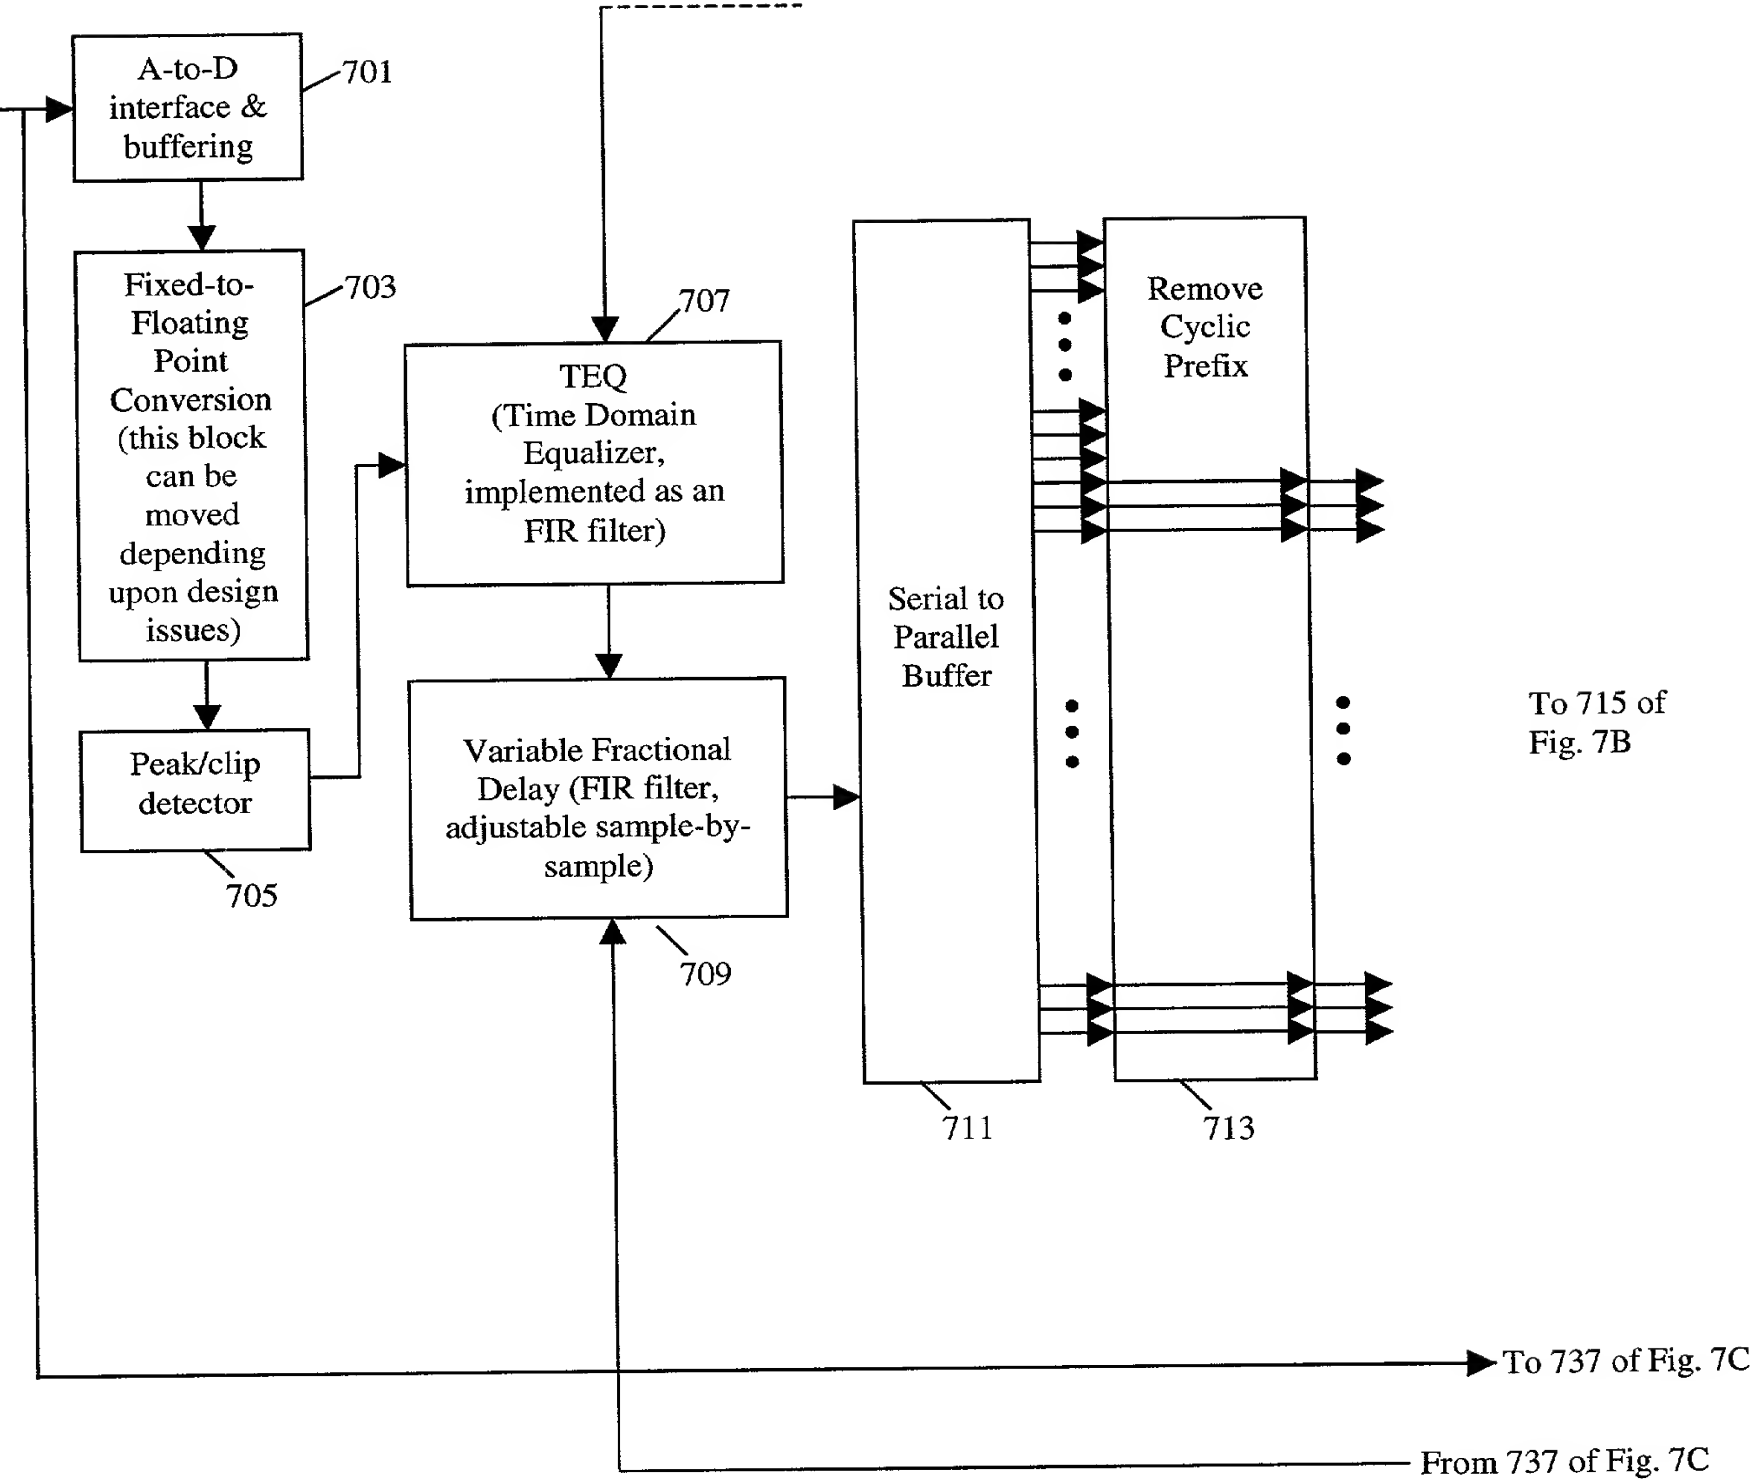 A-to-D
interface &
buffering
701
Fixed-to-
Floating
Point
Conversion
(this block
can be
moved
depending
upon design
issues)
703
Peak/clip
detector
705
TEQ
(Time Domain
Equalizer,
implemented as an
FIR filter)
707
Variable Fractional
Delay (FIR filter,
adjustable sample-by-
sample)
709
Serial to
Parallel
Buffer
711
Remove
Cyclic
Prefix
713
To 715 of
Fig. 7B
To 737 of Fig. 7C
From 737 of Fig. 7C